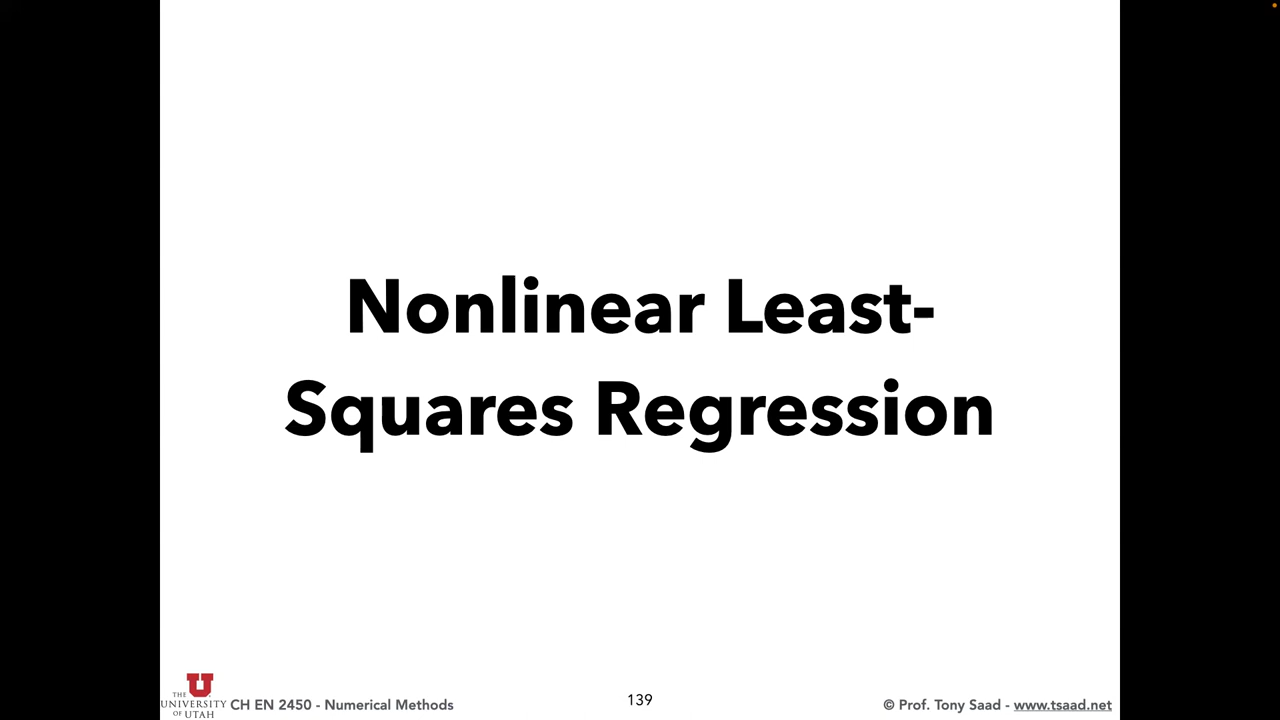 Nonlinear Least-
Squares Regression
THE
UNIVERSITY
OF UTAH
CH EN 2450 - Numerical Methods
139
© Prof. Tony Saad - www.tsaad.net